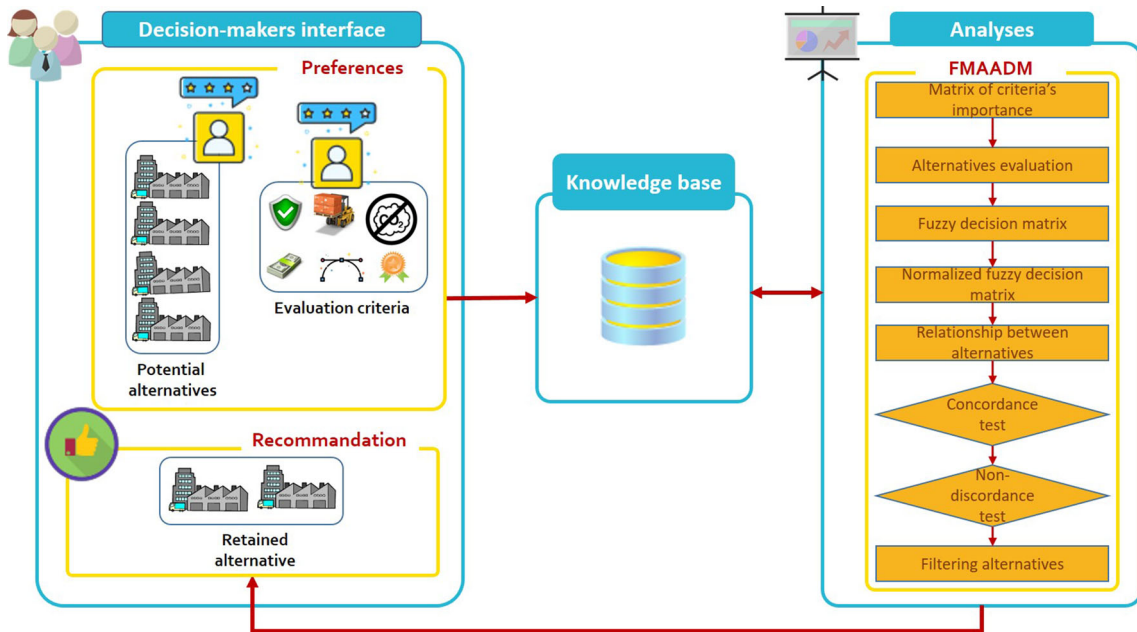 Decision-makers interface
Preferences
Potential
alternatives
CO2
Evaluation criteria
Recommandation
Retained
alternative
Knowledge base
Analyses
FMAADM
Matrix of criteria's
importance
Alternatives evaluation
Fuzzy decision matrix
Normalized fuzzy decision
matrix
Relationship between
alternatives
Concordance
test
Non-
discordance
test
Filtering alternatives